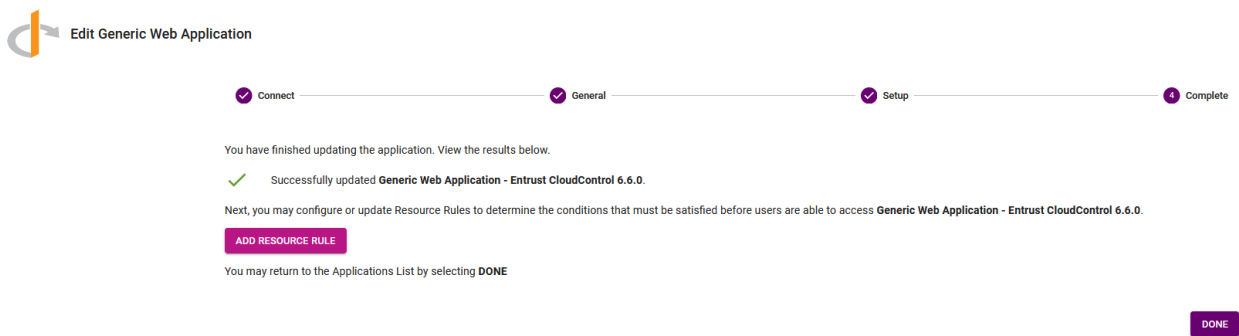 Edit Generic Web Application
Connect
General
Setup
4 Complete
You have finished updating the application. View the results below.
Successfully updated Generic Web Application - Entrust CloudControl 6.6.0.
Next, you may configure or update Resource Rules to determine the conditions that must be satisfied before users are able to access Generic Web Application - Entrust CloudControl 6.6.0.
ADD RESOURCE RULE
You may return to the Applications List by selecting DONE
DONE